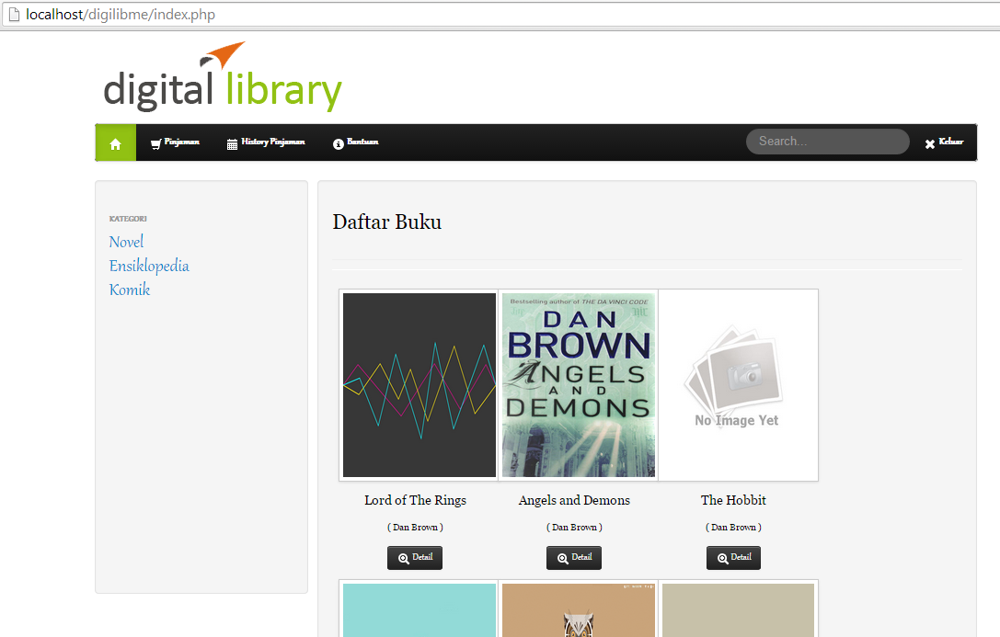 localhost/digilibme/index.php
digital library
Pinjaman History Pinjaman Bantuan Search... Keluar
KATEGORI
Novel
Ensiklopedia
Komik
Daftar Buku
Bestselling author of THE DA VINCI CODE
DAN
BROWN
ANGELS
AND
DEMONS
No Image Yet
Lord of The Rings Angels and Demons The Hobbit
( Dan Brown ) ( Dan Brown ) ( Dan Brown )
Detail Detail Detail